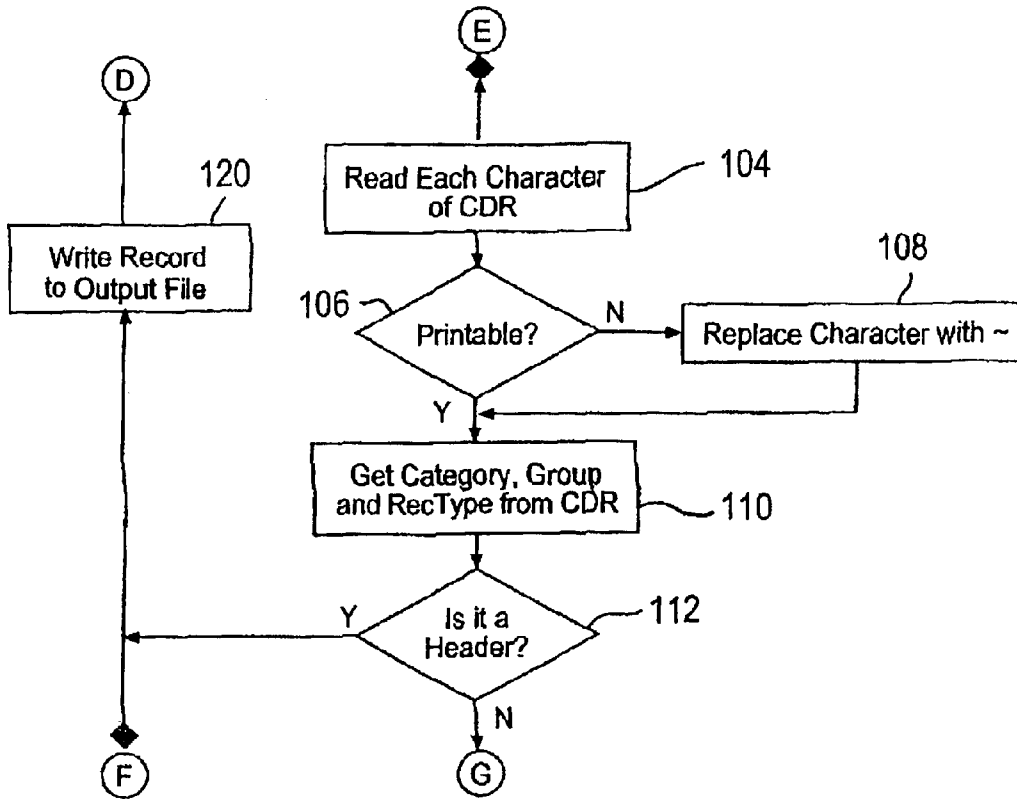 E
D
Read Each Character
of CDR
104
120
Write Record
to Output File
108
106
Printable?
N
Replace Character with ~
Y
Get Category, Group
and RecType from CDR
110
Y
Is it a
Header?
112
N
F
G